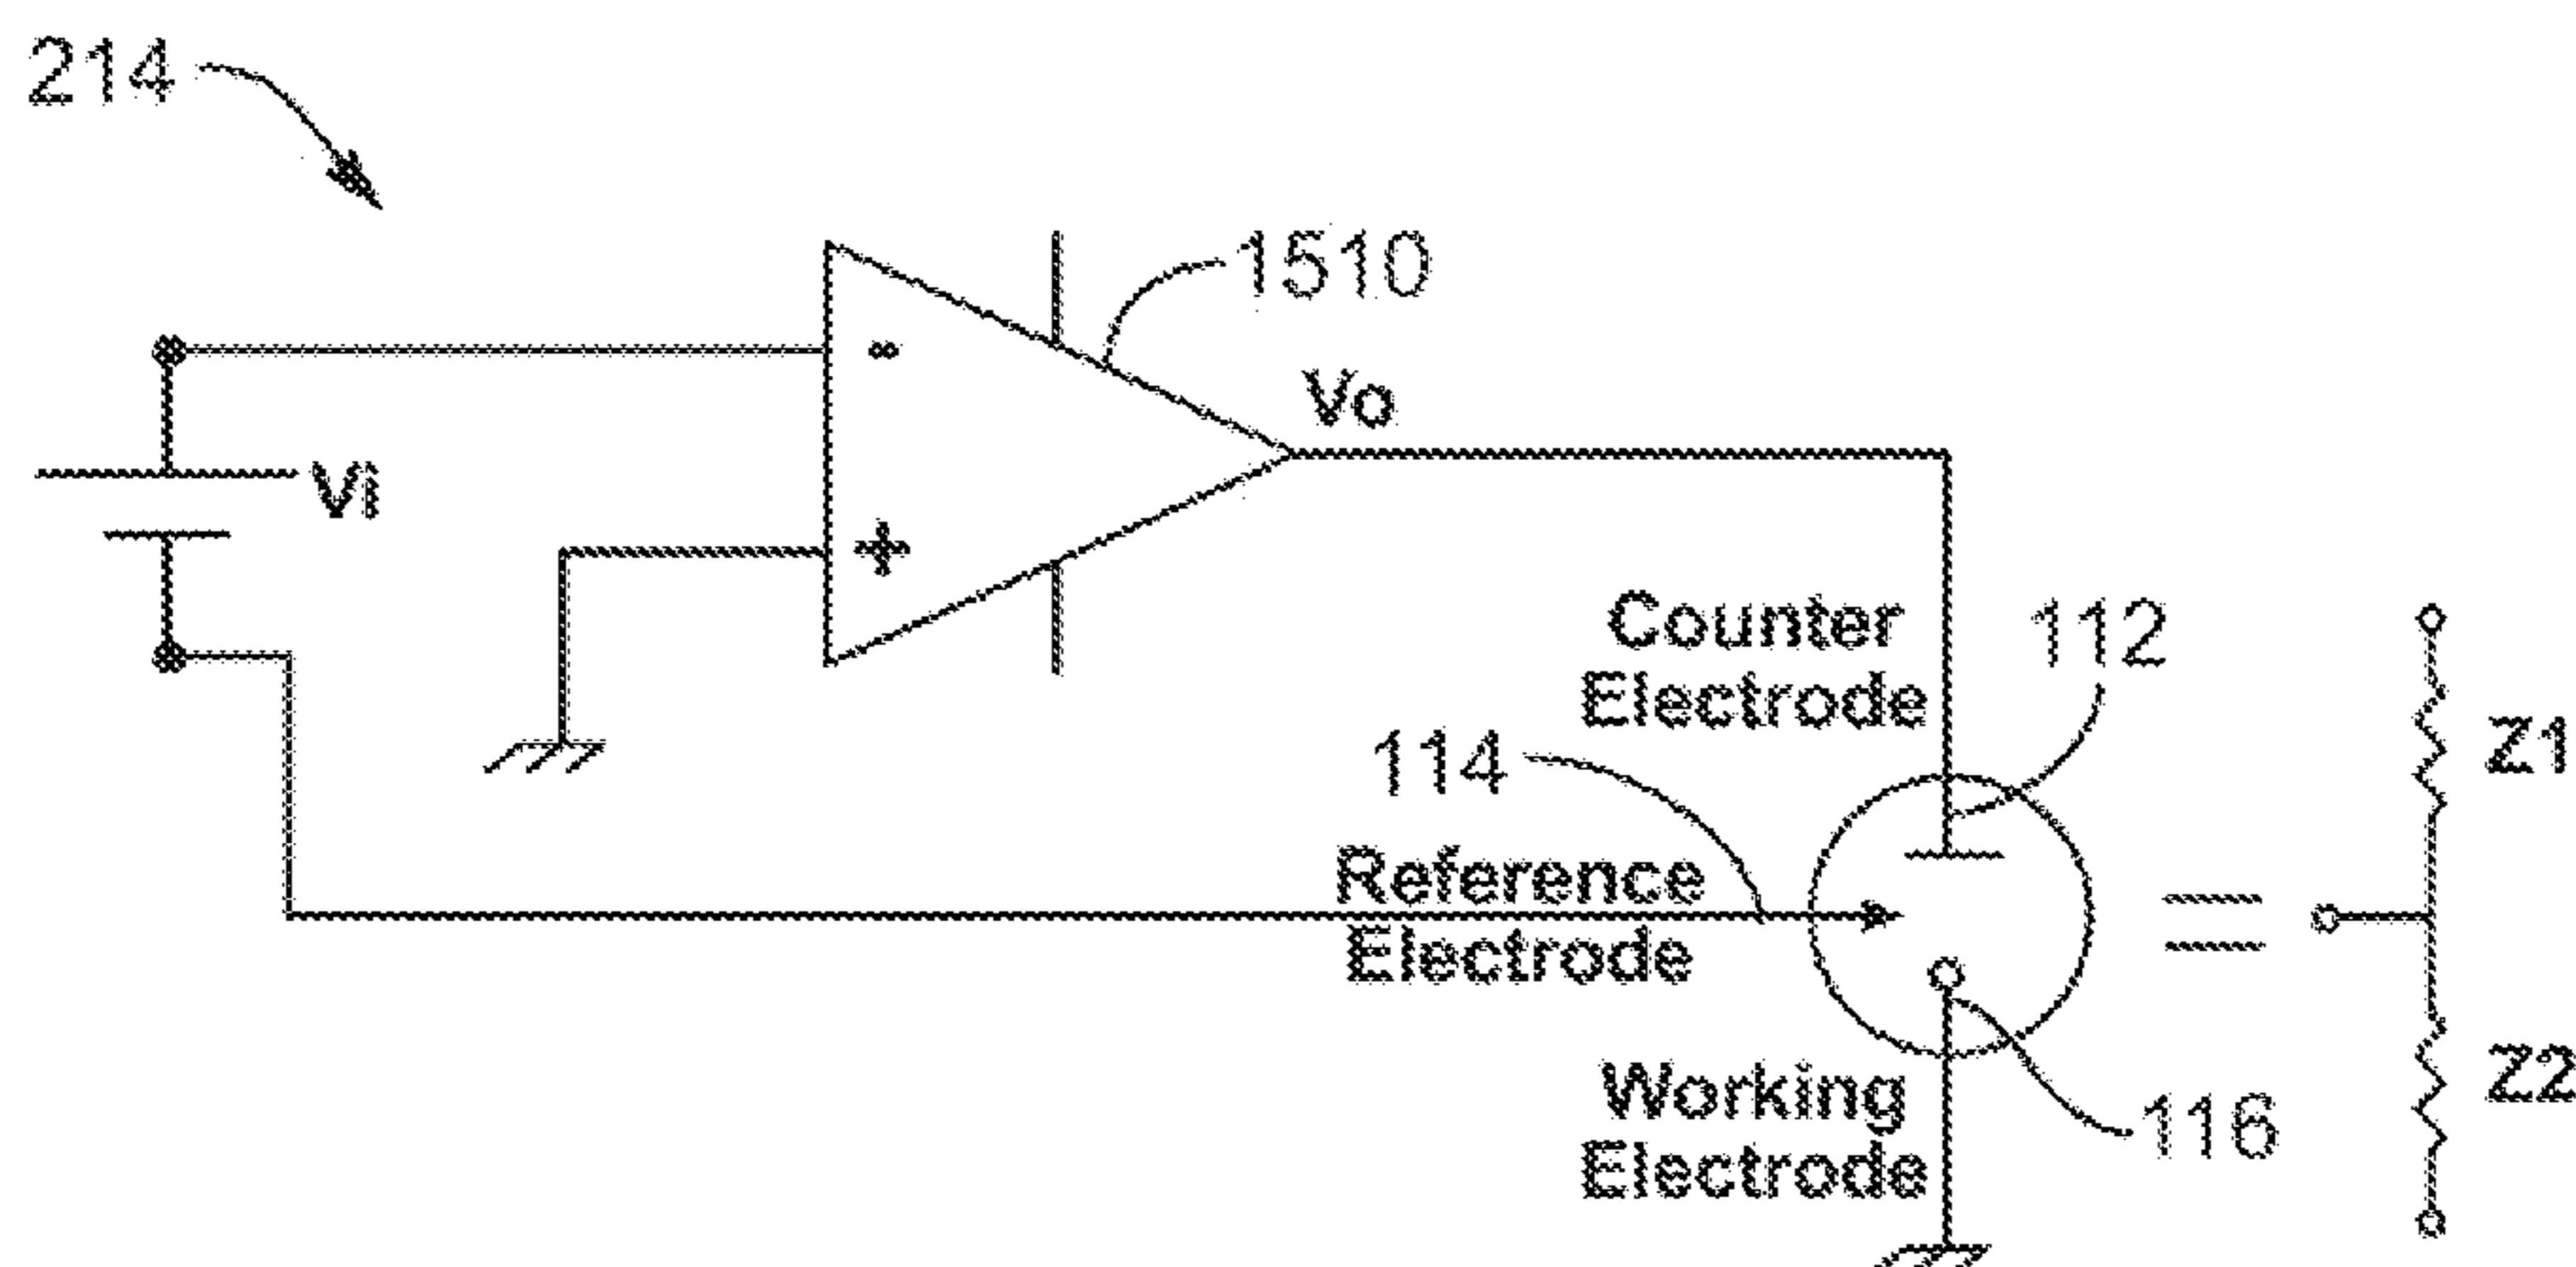 214
1510
Vo
Vi
-
+
Counter
Electrode
112
114
Z1
Reference
Electrode
Working
Electrode
116
Z2